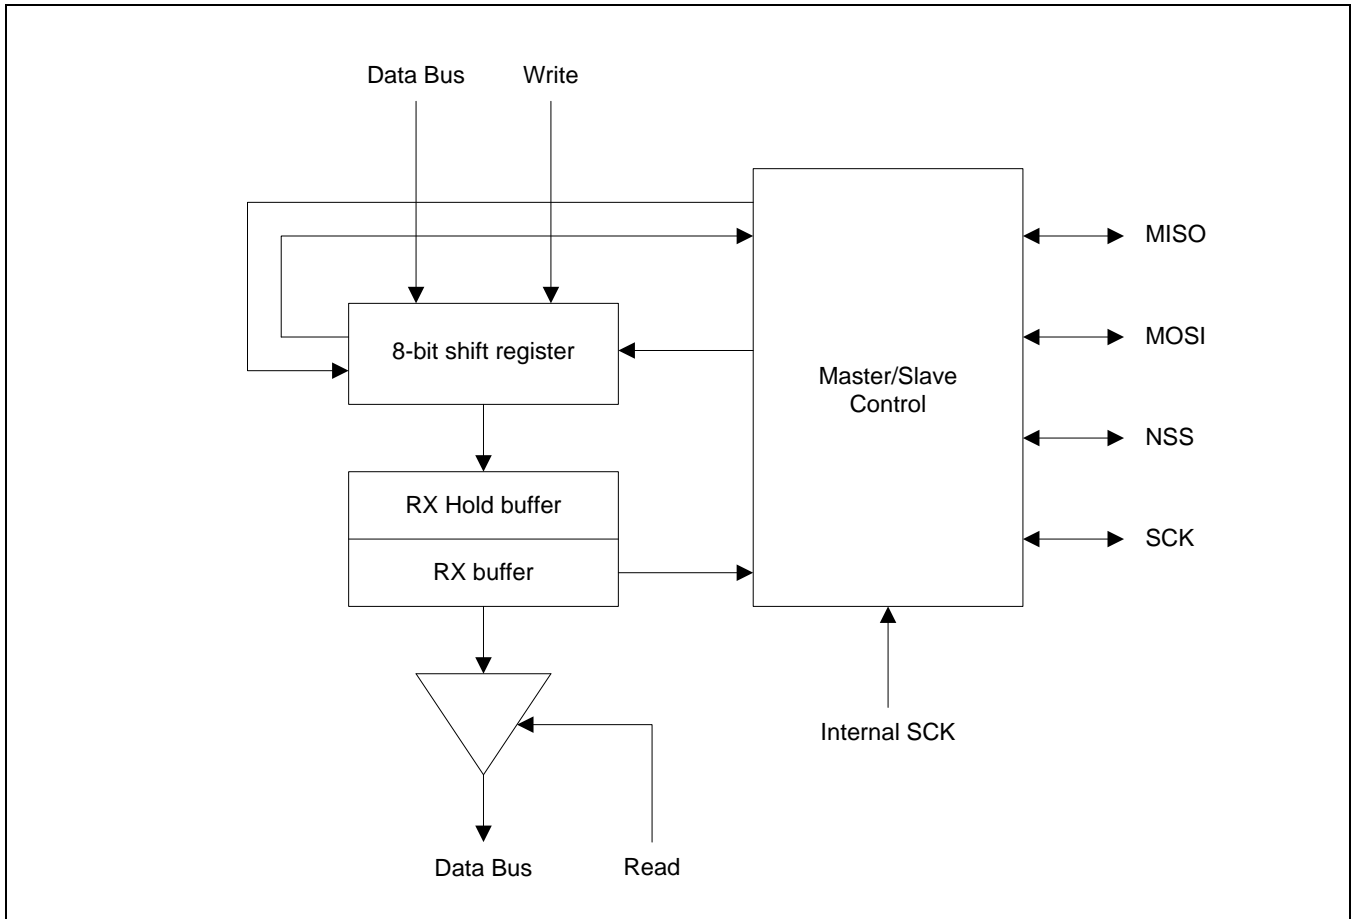 Data Bus
Write
MISO
MOSI
8-bit shift register
Master/Slave
Control
NSS
RX Hold buffer
SCK
RX buffer
Internal SCK
Data Bus
Read